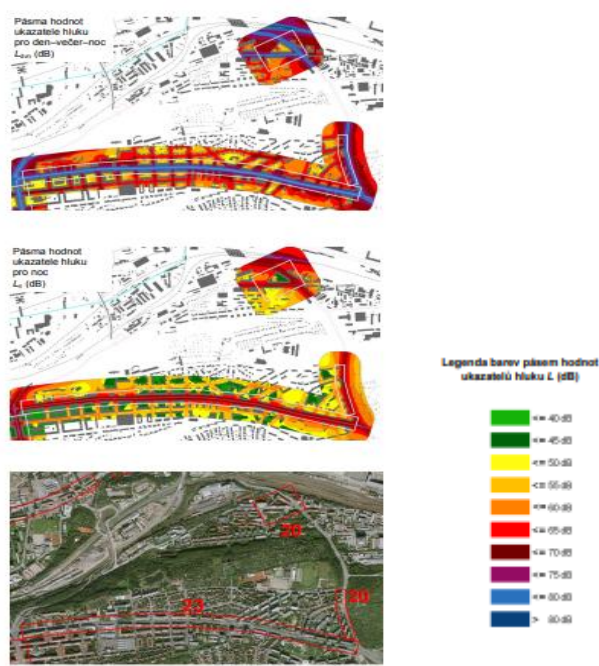 Pásma hodnot
ukazatele hluku
pro den–večer–noc
Ldvn (dB)
Pásma hodnot
ukazatele hluku
pro noc
Ln (dB)
Legenda barev pásem hodnot
ukazatelů hluku L (dB)
<= 40 dB
<= 45 dB
<= 50 dB
<= 55 dB
<= 60 dB
<= 65 dB
<= 70 dB
<= 75 dB
<= 80 dB
> 80 dB
20
23
20